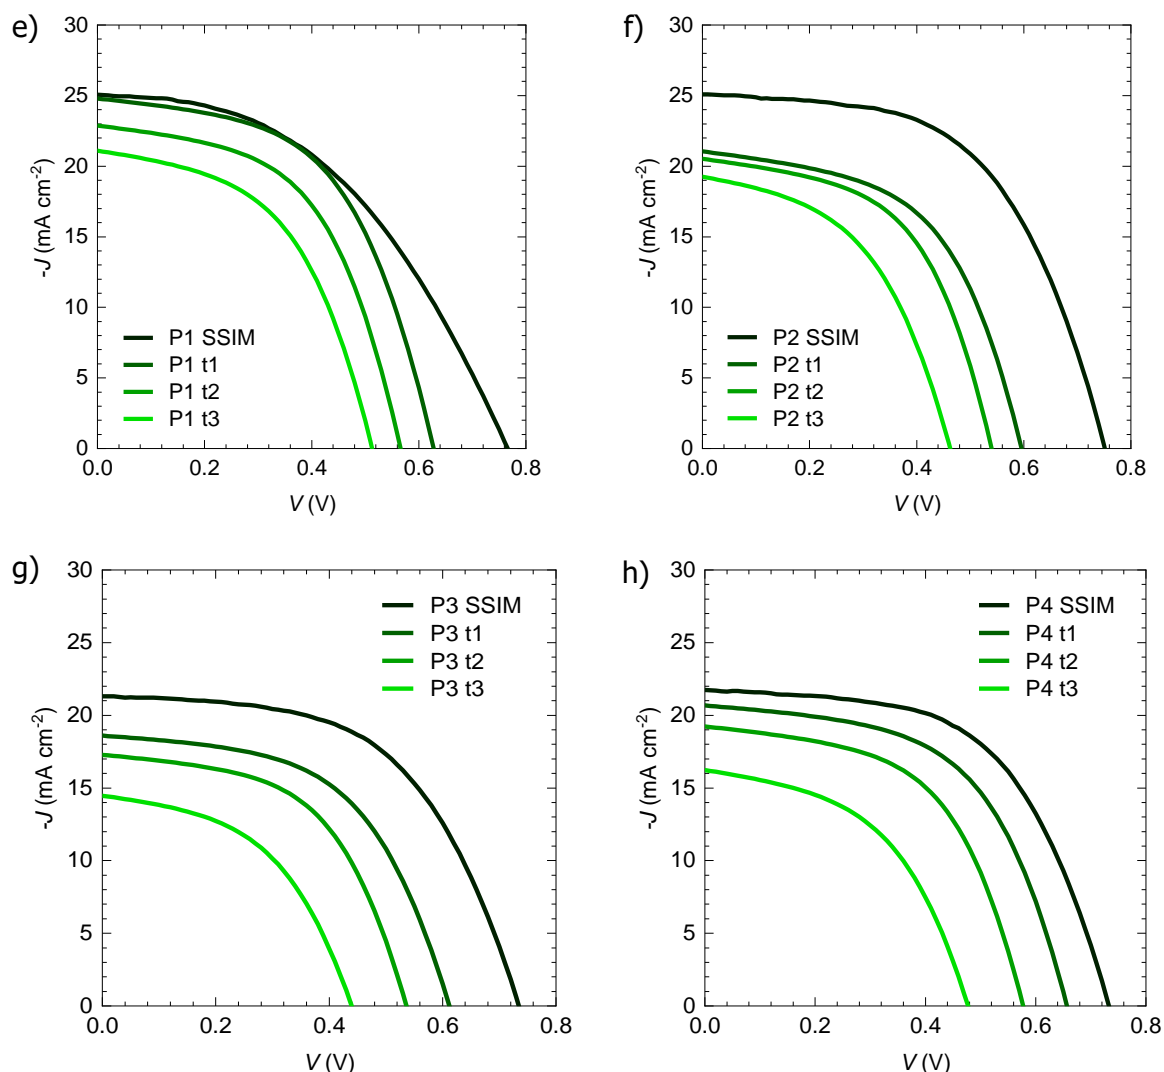 e)
30
25
20
15
10
5
0
-J (mA cm-2)
P1 SSIM
P1 t1
P1 t2
P1 t3
0.0 0.2 0.4 0.6 0.8
V (V)
f)
30
25
20
15
10
5
0
-J (mA cm-2)
P2 SSIM
P2 t1
P2 t2
P2 t3
0.0 0.2 0.4 0.6 0.8
V (V)
g)
30
25
20
15
10
5
0
-J (mA cm-2)
P3 SSIM
P3 t1
P3 t2
P3 t3
0.0 0.2 0.4 0.6 0.8
V (V)
h)
30
25
20
15
10
5
0
-J (mA cm-2)
P4 SSIM
P4 t1
P4 t2
P4 t3
0.0 0.2 0.4 0.6 0.8
V (V)